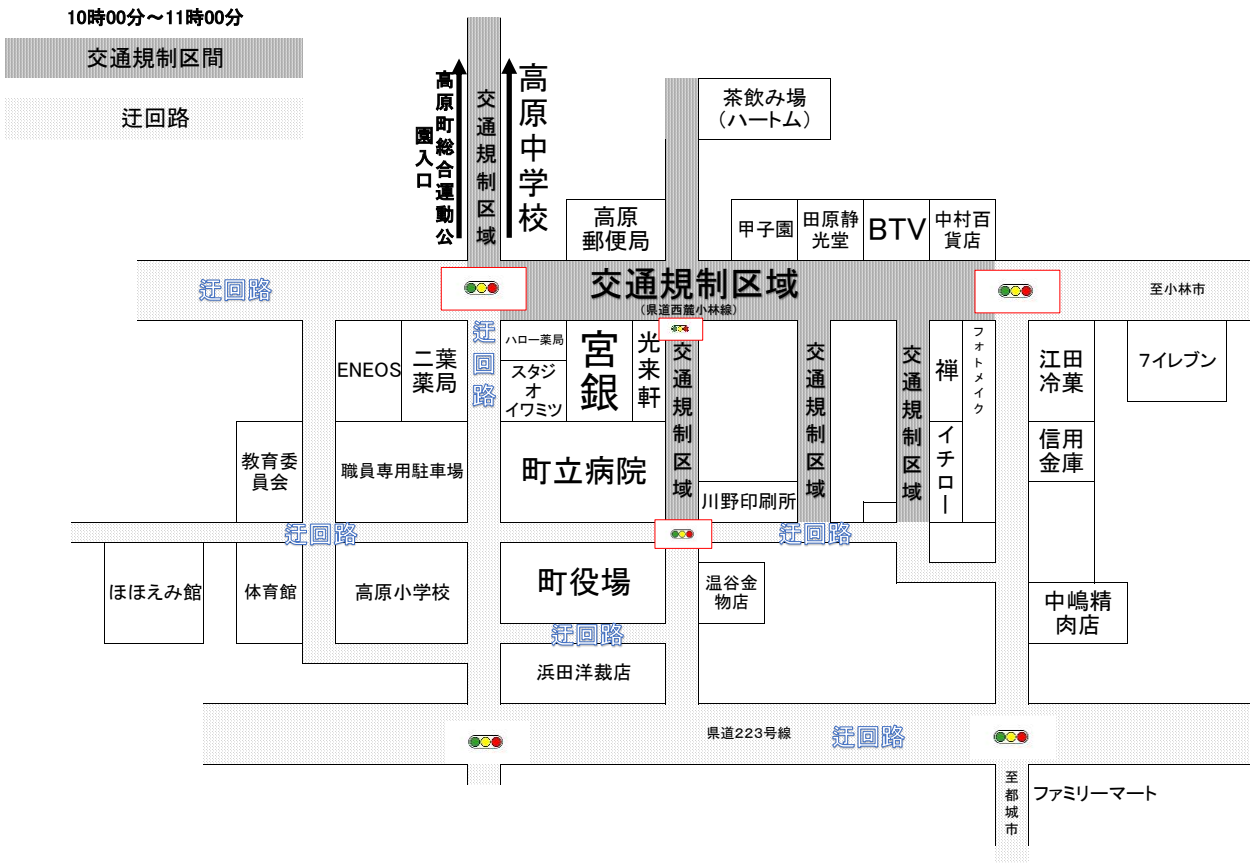 10時00分～11時00分
交通規制区間
迂回路
高原町総合運動公
園入口
交通規制区域
高原中学校
茶飲み場
（ハートム）
高原
郵便局
甲子園
田原静
光堂
BTV
中村百
貨店
迂回路
交通規制区域
（県道西麓小林線）
至小林市
ENEOS
二葉
薬局
迂回路
ハロー薬局
スタジ
オ
イワミツ
宮
銀
光来軒
交通規制区域
交通規制区域
交通規制区域
禅
フォトメイク
江田
冷菓
7イレブン
教育委
員会
職員専用駐車場
町立病院
川野印刷所
イチロー
信用
金庫
迂回路
迂回路
ほほえみ館
体育館
高原小学校
町役場
温谷金
物店
中嶋精
肉店
迂回路
浜田洋裁店
県道223号線
迂回路
至都城市
ファミリーマート